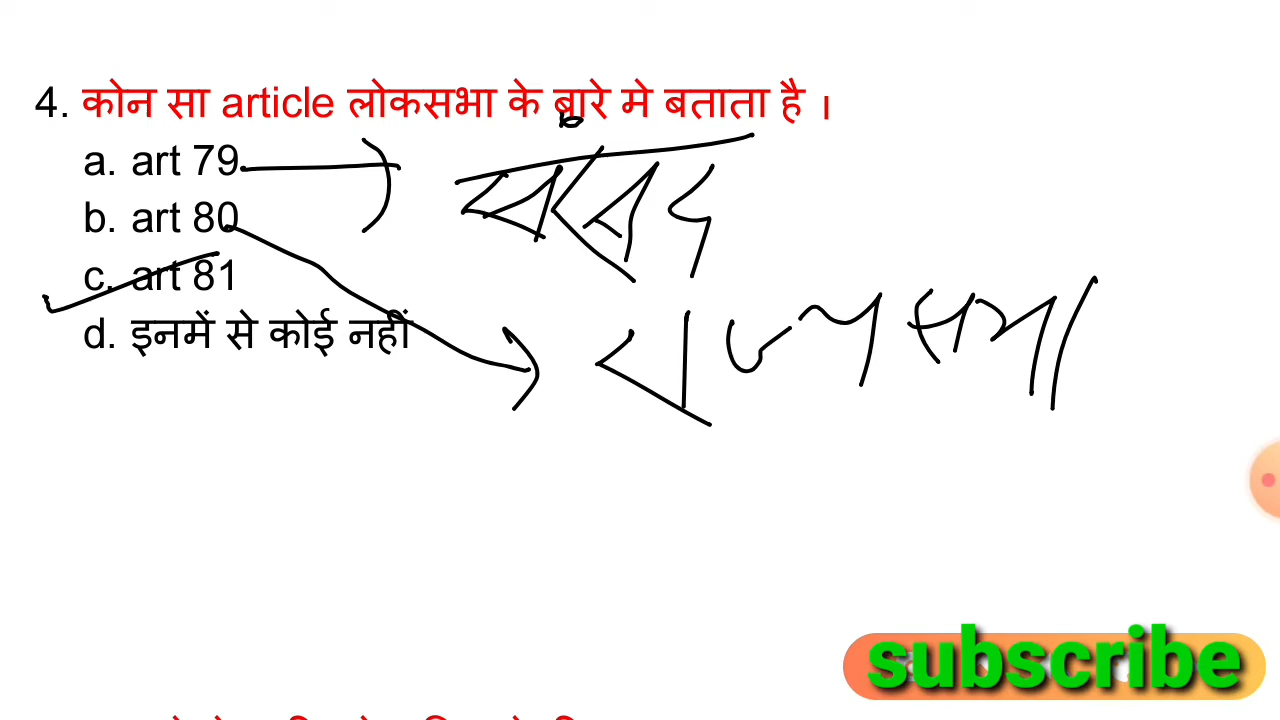 4. कोन सा article लोकसभा के बारे मे बताता है ।
a. art 79
संसद
b. art 80
c. art 81
d. इनमें से कोई नहीं
राज्यसभा
subscribe